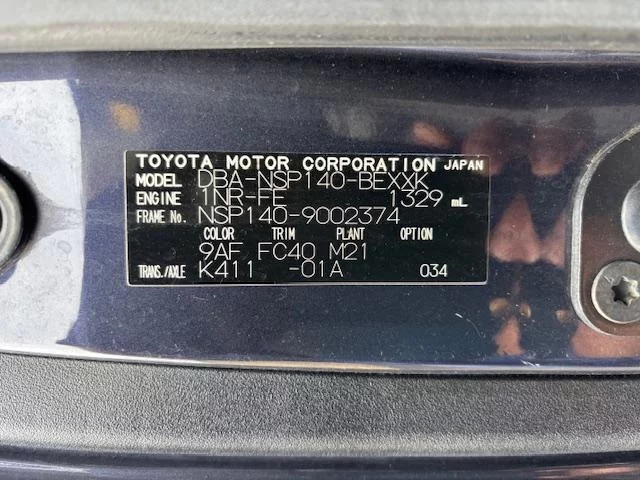 TOYOTA MOTOR CORPORATION JAPAN
MODEL DBA-NSP140-BEXXK
ENGINE 1NR-FE 1329 mL
FRAME No. NSP140-9002374
COLOR TRIM PLANT OPTION
9AF FC40 M21
TRANS./AXLE K411 -01A 034